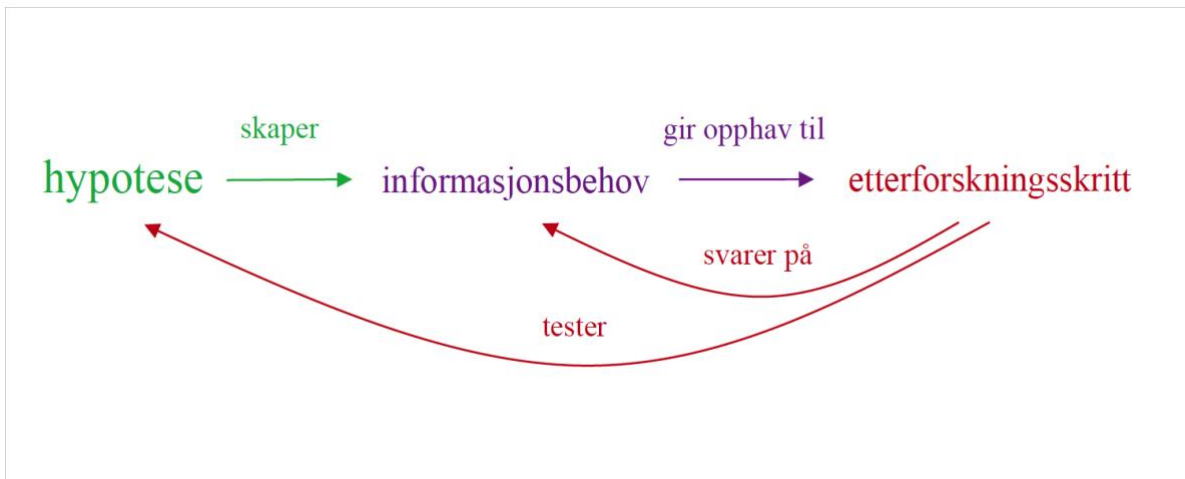 skaper
gir opphav til
hypotese
informasjonsbehov
etterforskningsskritt
svarer på
tester